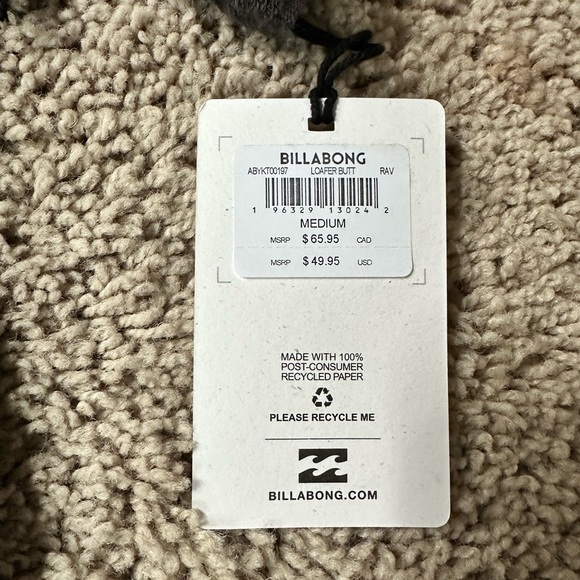 BILLABONG
ABYKT00197 LOAFER BUTT RAV
1 96329 13024 2
MEDIUM
MSRP $ 65.95 CAD
MSRP $ 49.95 USD
MADE WITH 100%
POST-CONSUMER
RECYCLED PAPER
PLEASE RECYCLE ME
BILLABONG.COM